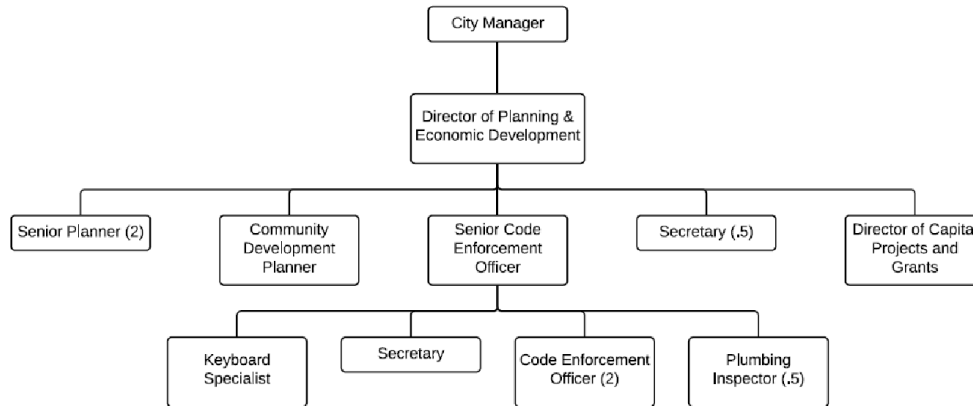 City Manager
Director of Planning &
Economic Development
Senior Planner (2)
Community
Development
Planner
Senior Code
Enforcement
Officer
Secretary (.5)
Director of Capita
Projects and
Grants
Keyboard
Specialist
Secretary
Code Enforcement
Officer (2)
Plumbing
Inspector (.5)